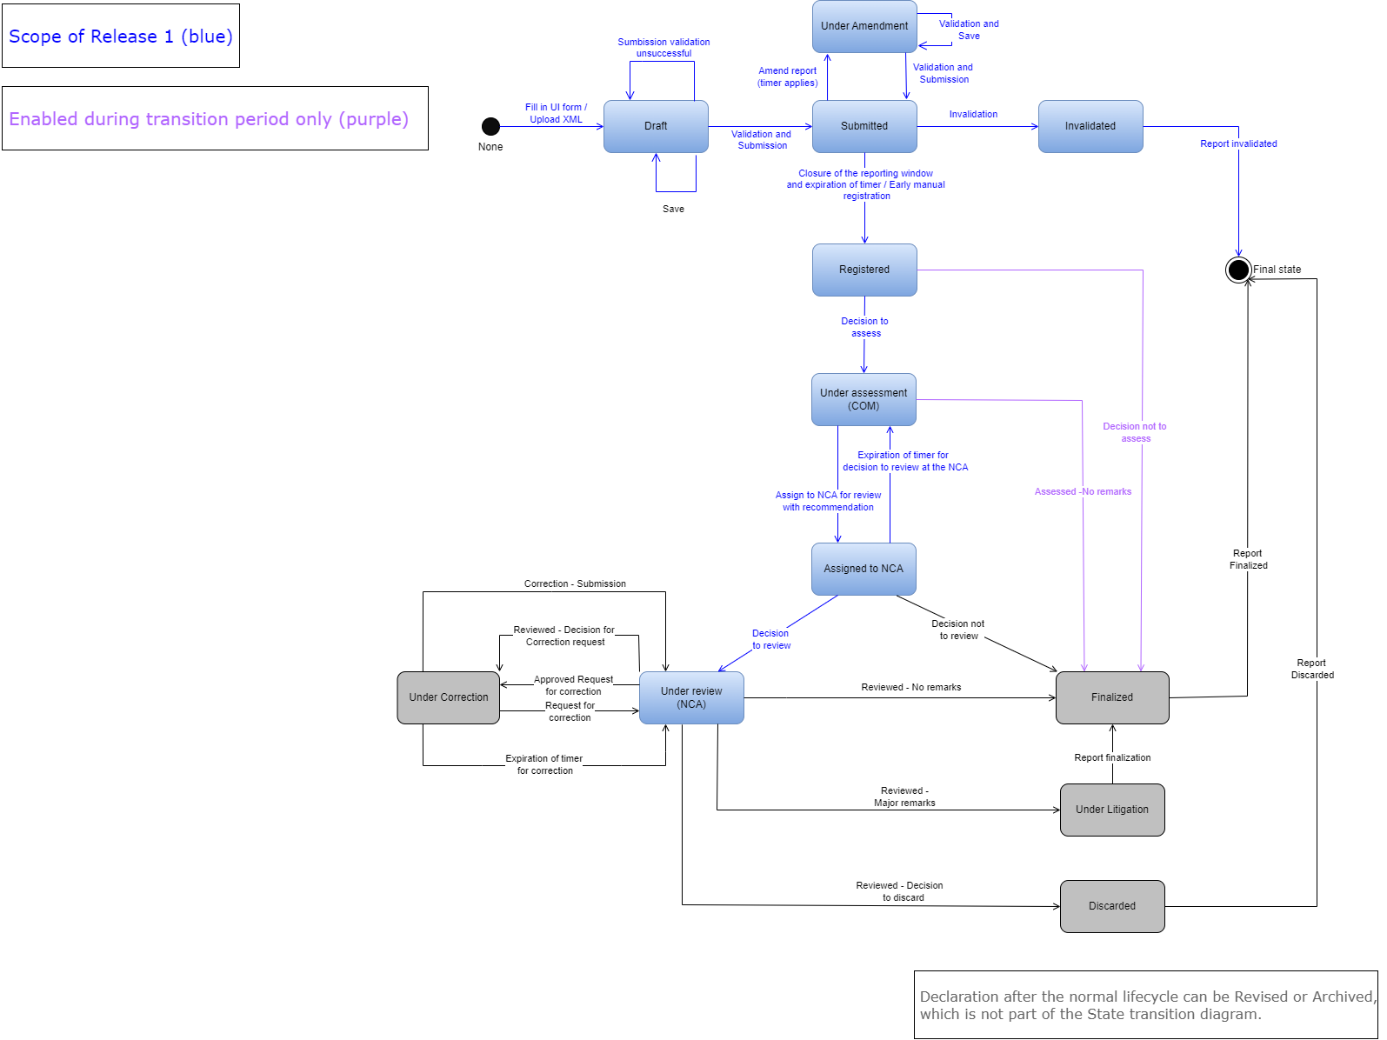 Scope of Release 1 (blue)
Enabled during transition period only (purple)
Under Amendment
Validation and
Save
Sumbission validation
unsuccessful
Amend report
(timer applies)
Validation and
Submission
Fill in UI form /
Upload XML
None
Draft
Validation and
Submission
Submitted
Invalidation
Invalidated
Report invalidated
Save
Closure of the reporting window
and expiration of timer / Early manual
registration
Registered
Final state
Decision to
assess
Under assessment
(COM)
Decision not to
assess
Expiration of timer for
decision to review at the NCA
Assign to NCA for review
with recommendation
Assessed -No remarks
Assigned to NCA
Report
Finalized
Correction - Submission
Reviewed - Decision for
Correction request
Decision
to review
Decision not
to review
Report
Discarded
Under Correction
Approved Request
for correction
Request for
correction
Under review
(NCA)
Reviewed - No remarks
Finalized
Expiration of timer
for correction
Report finalization
Reviewed -
Major remarks
Under Litigation
Reviewed - Decision
to discard
Discarded
Declaration after the normal lifecycle can be Revised or Archived,
which is not part of the State transition diagram.